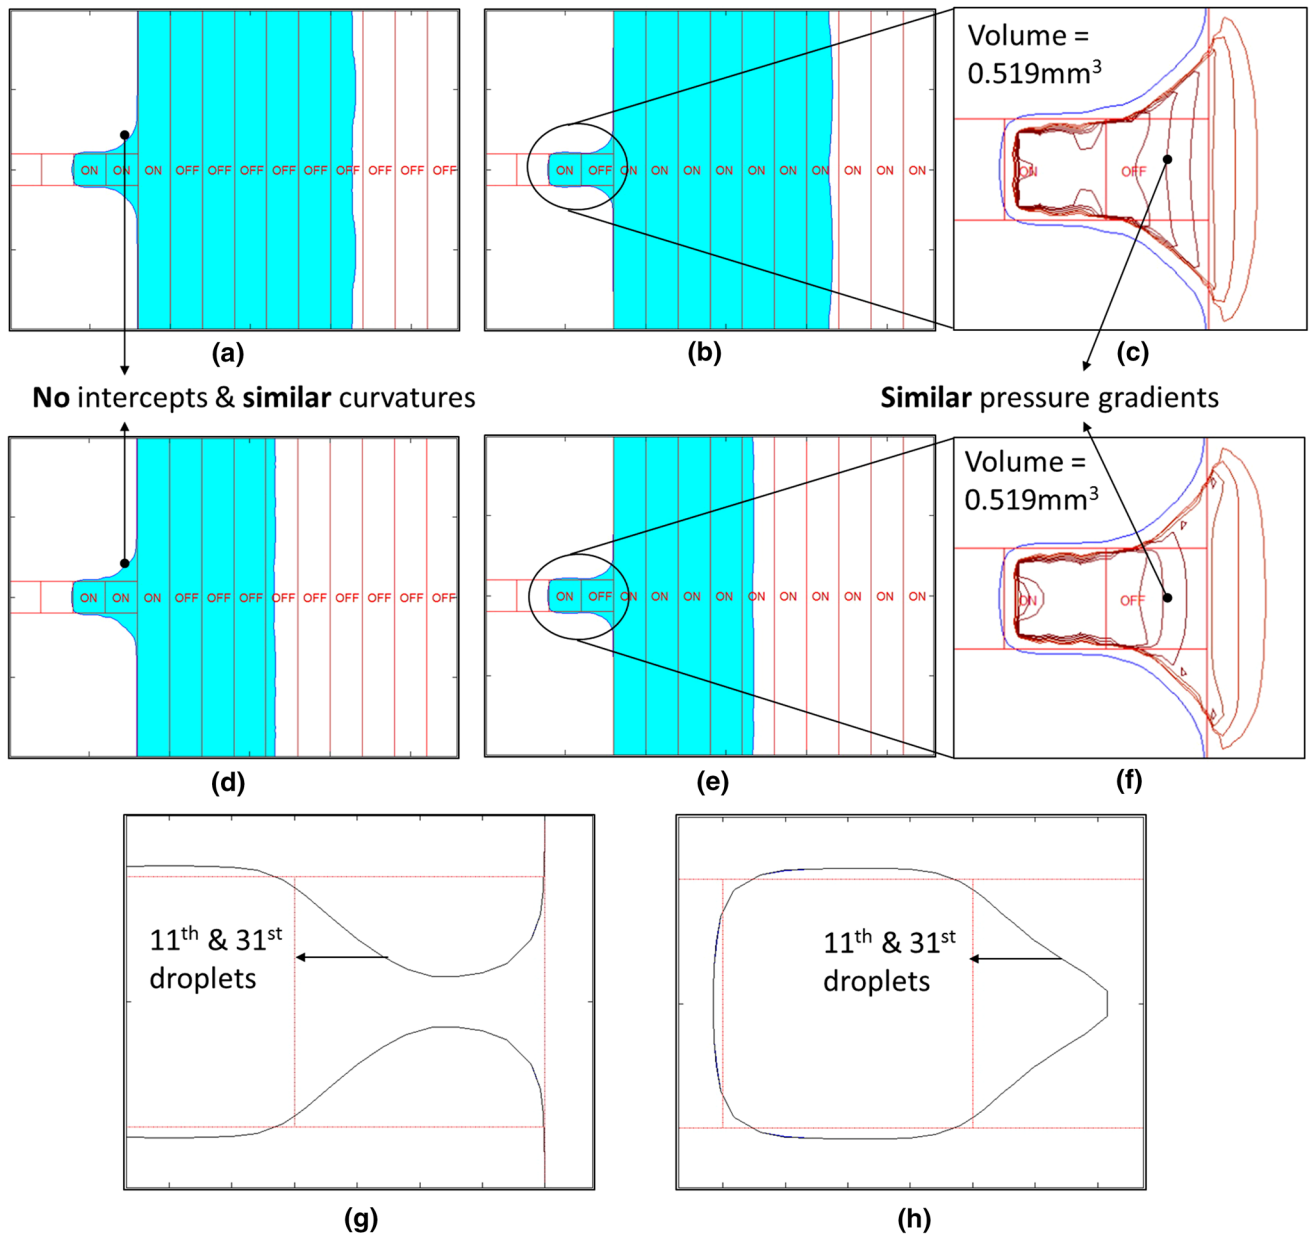 ON ON ON OFF OFF OFF OFF OFF OFF OFF OFF OFF
(a)
ON OFF ON ON ON ON ON ON ON ON ON ON
(b)
Volume =
0.519mm³
ON OFF
(c)
No intercepts & similar curvatures
Similar pressure gradients
ON ON ON OFF OFF OFF OFF OFF OFF OFF OFF OFF
(d)
ON OFF ON ON ON ON ON ON ON ON ON ON
(e)
Volume =
0.519mm³
ON OFF
(f)
11th & 31st
droplets
(g)
11th & 31st
droplets
(h)